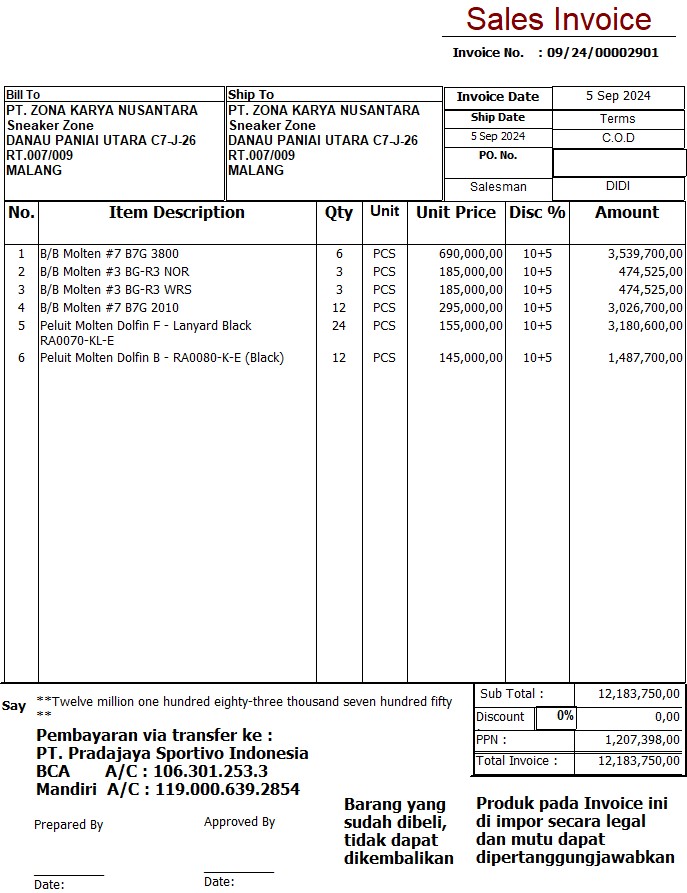 Sales Invoice
Invoice No. : 09/24/00002901
Bill To
PT. ZONA KARYA NUSANTARA
Sneaker Zone
DANAU PANIAI UTARA C7-J-26
RT.007/009
MALANG
Ship To
PT. ZONA KARYA NUSANTARA
Sneaker Zone
DANAU PANIAI UTARA C7-J-26
RT.007/009
MALANG
Invoice Date 5 Sep 2024
Ship Date Terms
5 Sep 2024 C.O.D
PO. No.
Salesman DIDI
No. Item Description Qty Unit Unit Price Disc % Amount
1 B/B Molten #7 B7G 3800 6 PCS 690,000,00 10+5 3,539,700,00
2 B/B Molten #3 BG-R3 NOR 3 PCS 185,000,00 10+5 474,525,00
3 B/B Molten #3 BG-R3 WRS 3 PCS 185,000,00 10+5 474,525,00
4 B/B Molten #7 B7G 2010 12 PCS 295,000,00 10+5 3,026,700,00
5 Peluit Molten Dolfin F - Lanyard Black 24 PCS 155,000,00 10+5 3,180,600,00
RA0070-KL-E
6 Peluit Molten Dolfin B - RA0080-K-E (Black) 12 PCS 145,000,00 10+5 1,487,700,00
Say **Twelve million one hundred eighty-three thousand seven hundred fifty
**
Sub Total : 12,183,750,00
Discount 0% 0,00
PPN : 1,207,398,00
Total Invoice : 12,183,750,00
Pembayaran via transfer ke :
PT. Pradajaya Sportivo Indonesia
BCA A/C : 106.301.253.3
Mandiri A/C : 119.000.639.2854
Prepared By
Date:
Approved By
Date:
Barang yang
sudah dibeli,
tidak dapat
dikembalikan
Produk pada Invoice ini
di impor secara legal
dan mutu dapat
dipertanggungjawabkan